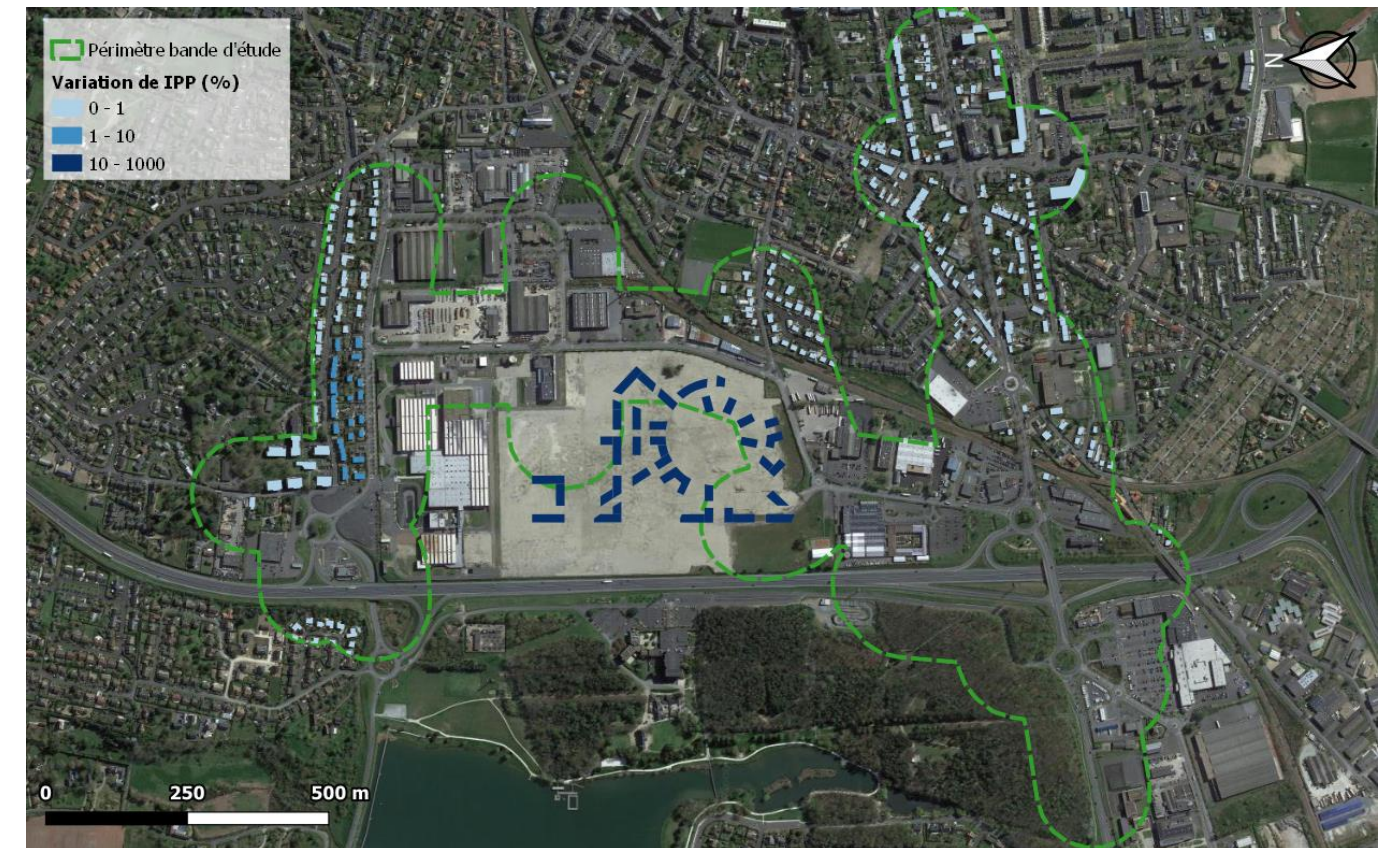 Périmètre bande d'étude
Variation de IPP (%)
0 - 1
1 - 10
10 - 1000
N
0 250 500 m